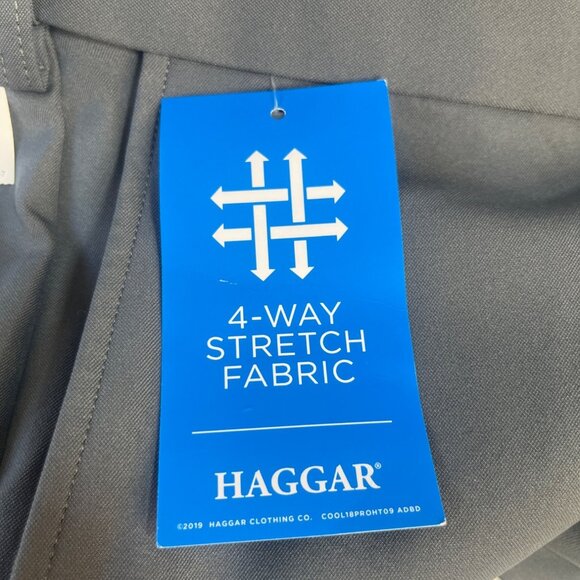 4-WAY
STRETCH
FABRIC
HAGGAR®
©2019 HAGGAR CLOTHING CO. COOL18PROHT09 ADBD